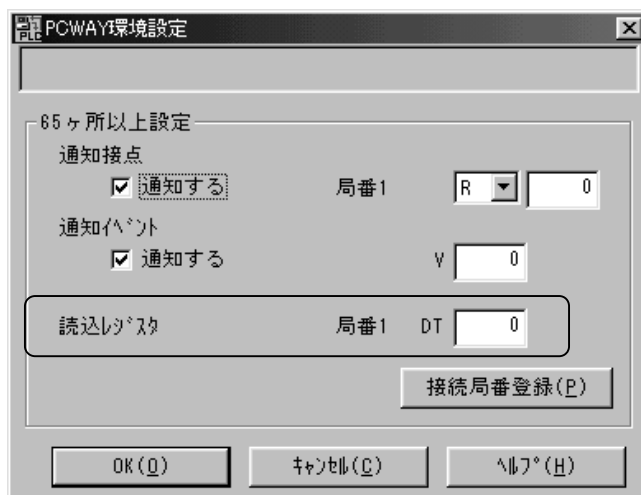 PCWAY環境設定
65ヶ所以上設定
通知接点
通知する 局番1 R 0
通知ｲﾍﾞﾝﾄ
通知する V 0
読込ﾚｼﾞｽﾀ 局番1 DT 0
接続局番登録(P)
OK(O) ｷｬﾝｾﾙ(C) ﾍﾙﾌﾟ(H)